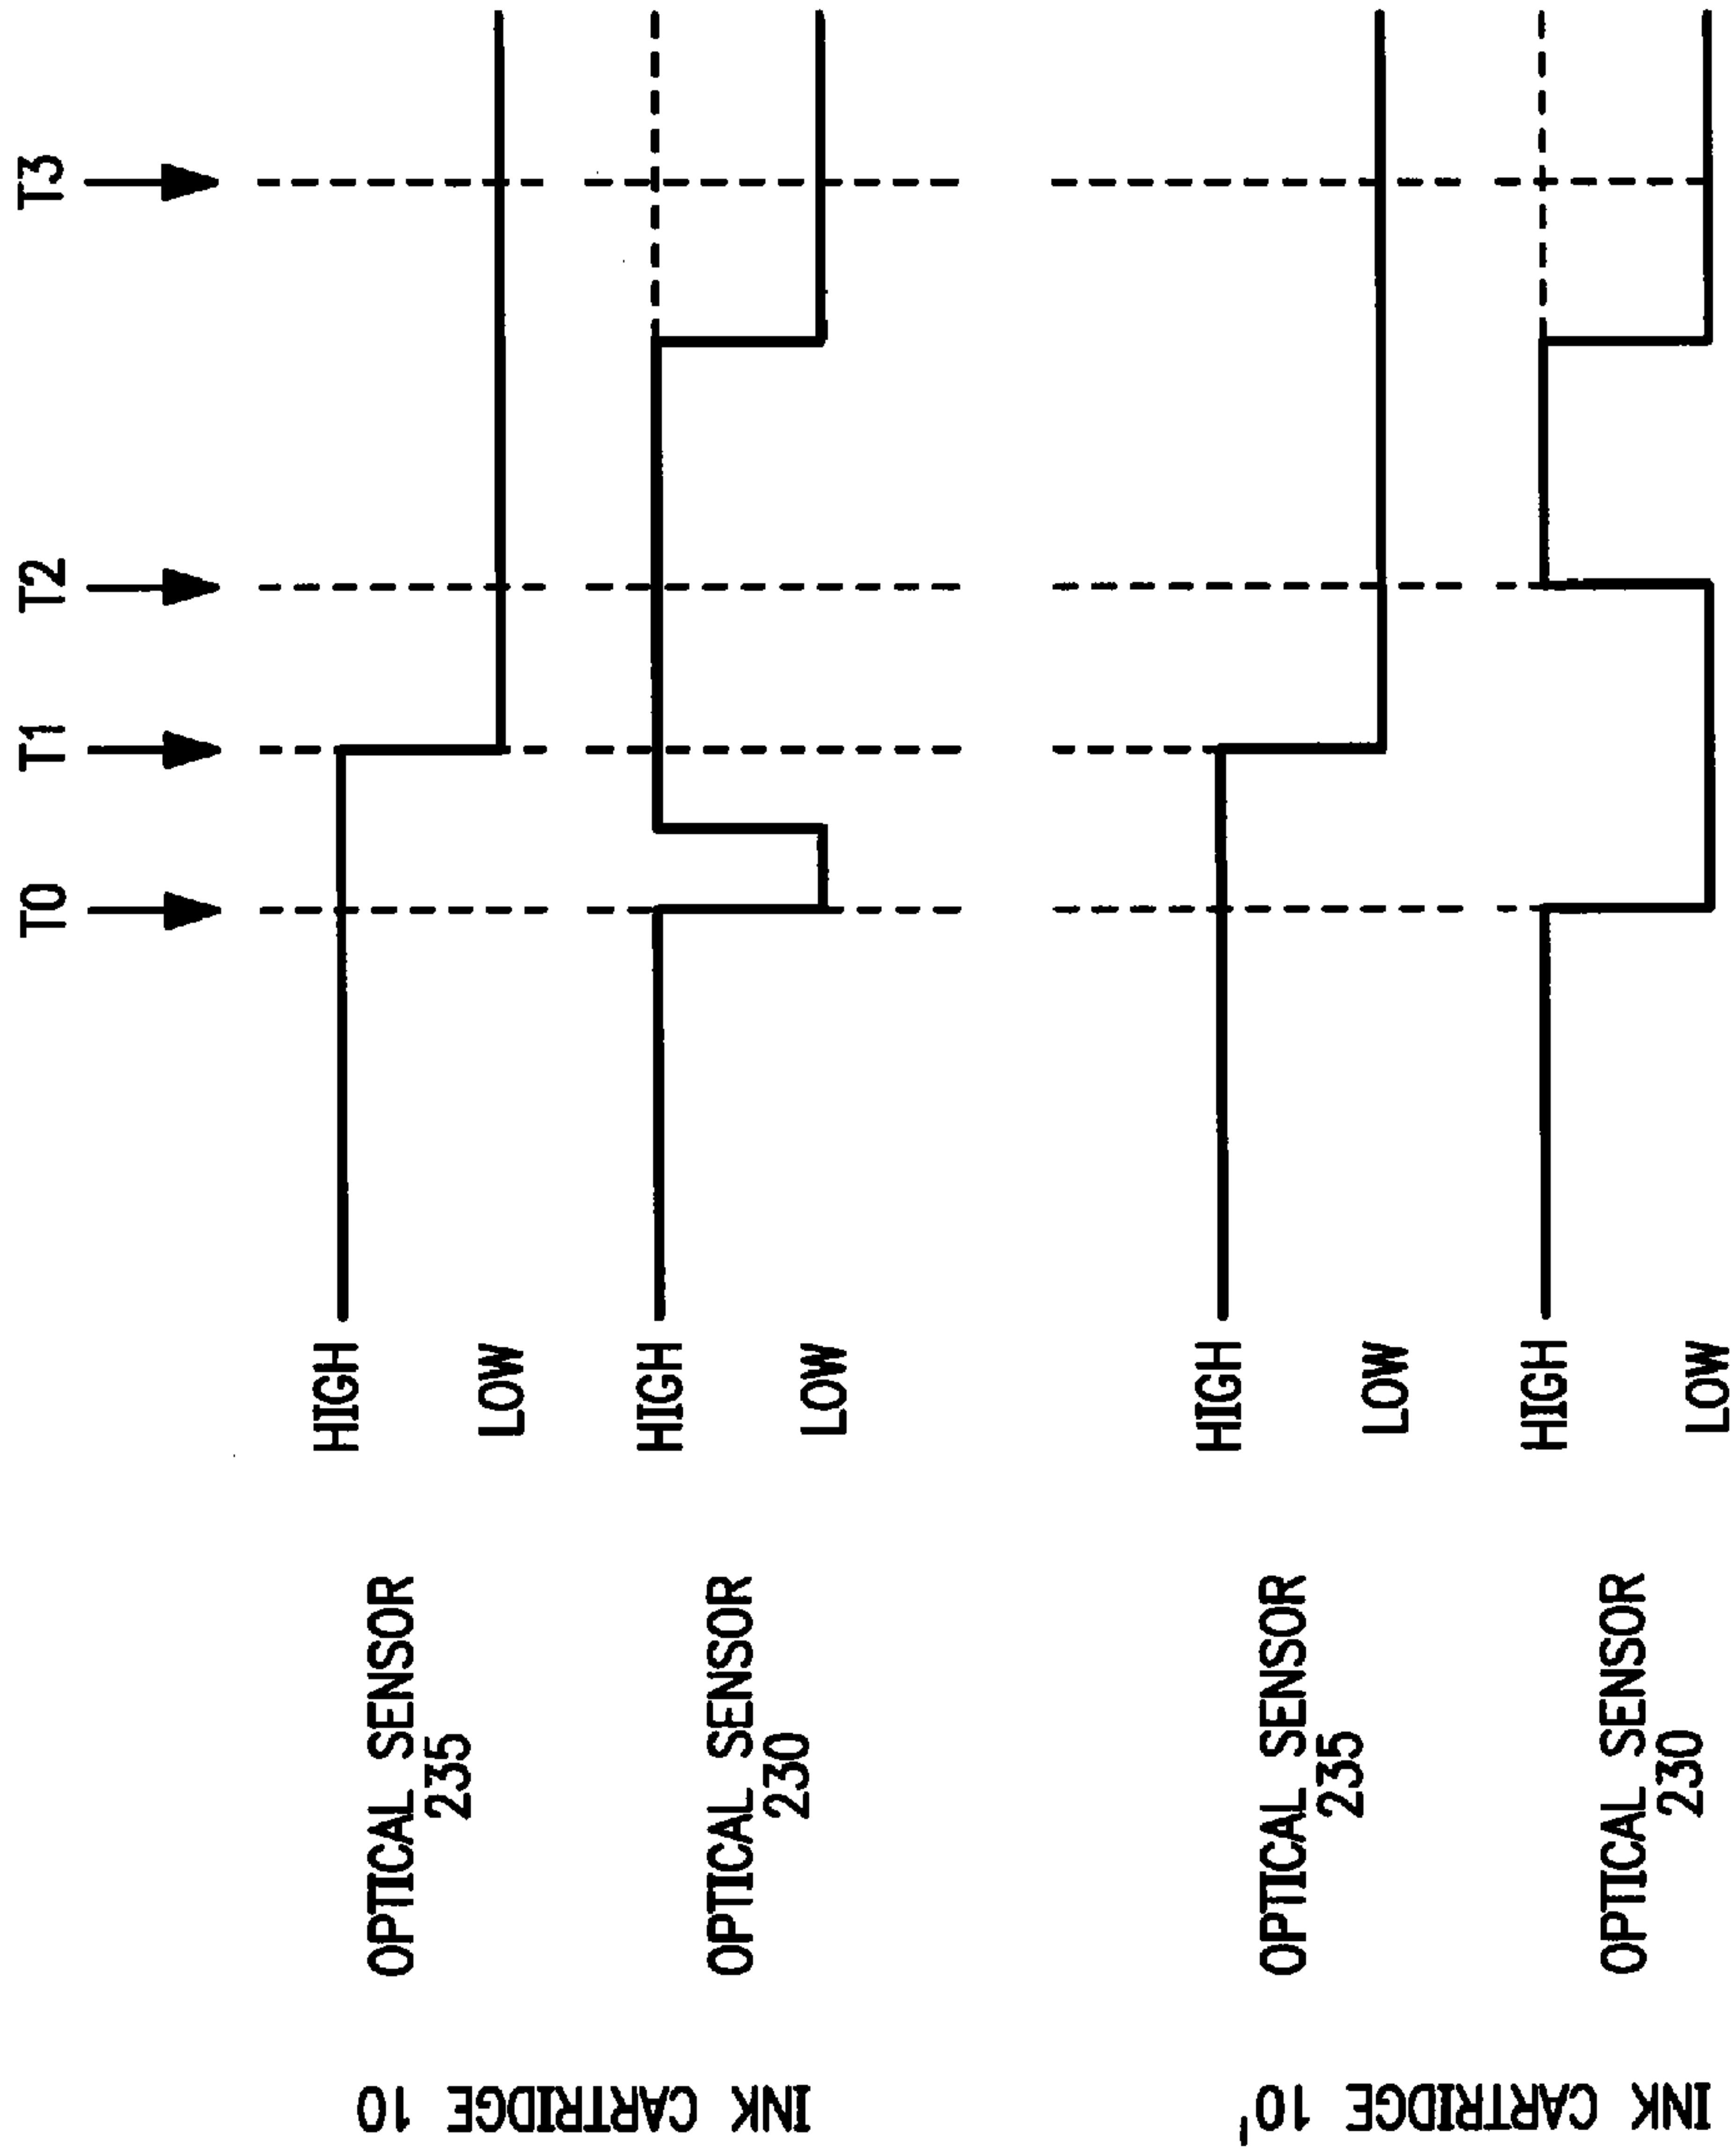 T0
T1
T2
T3
INK CARTRIDGE 10
OPTICAL SENSOR
235
HIGH
LOW
OPTICAL SENSOR
230
HIGH
LOW
INK CARTRIDGE 10'
OPTICAL SENSOR
235
HIGH
LOW
OPTICAL SENSOR
230
HIGH
LOW